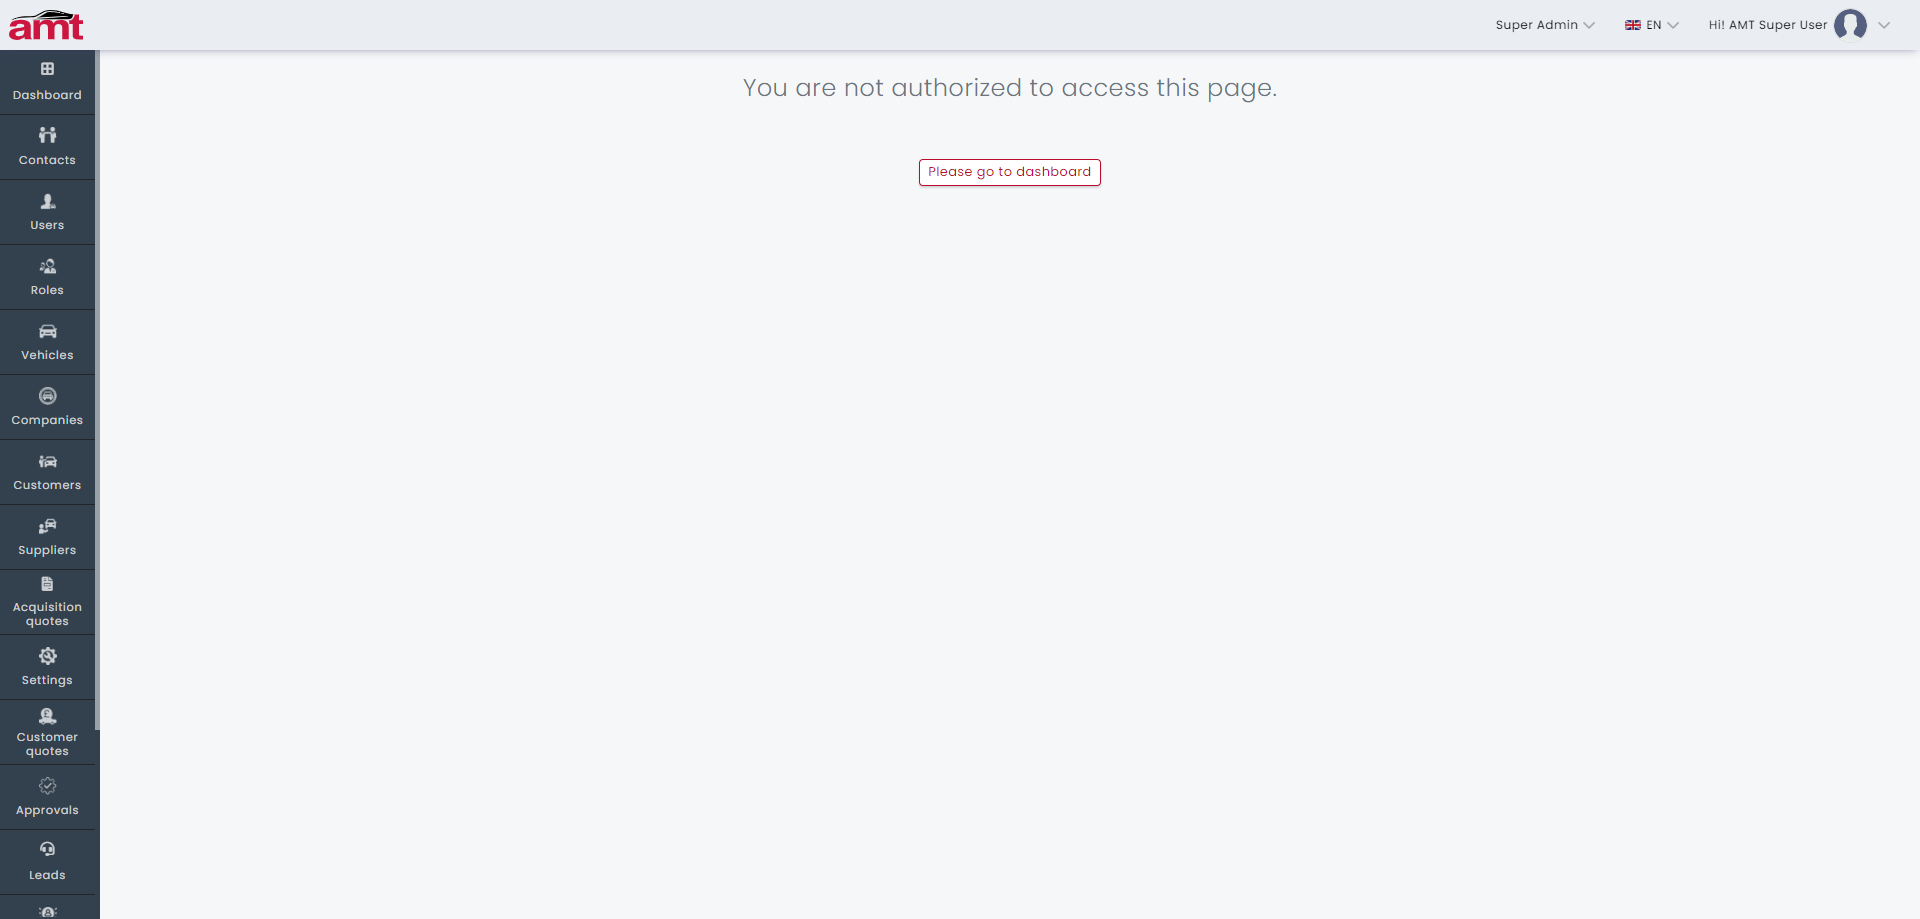 amt
Super Admin
EN
Hi! AMT Super User
Dashboard
Contacts
Users
Roles
Vehicles
Companies
Customers
Suppliers
Acquisition
quotes
Settings
Customer
quotes
Approvals
Leads
You are not authorized to access this page.
Please go to dashboard